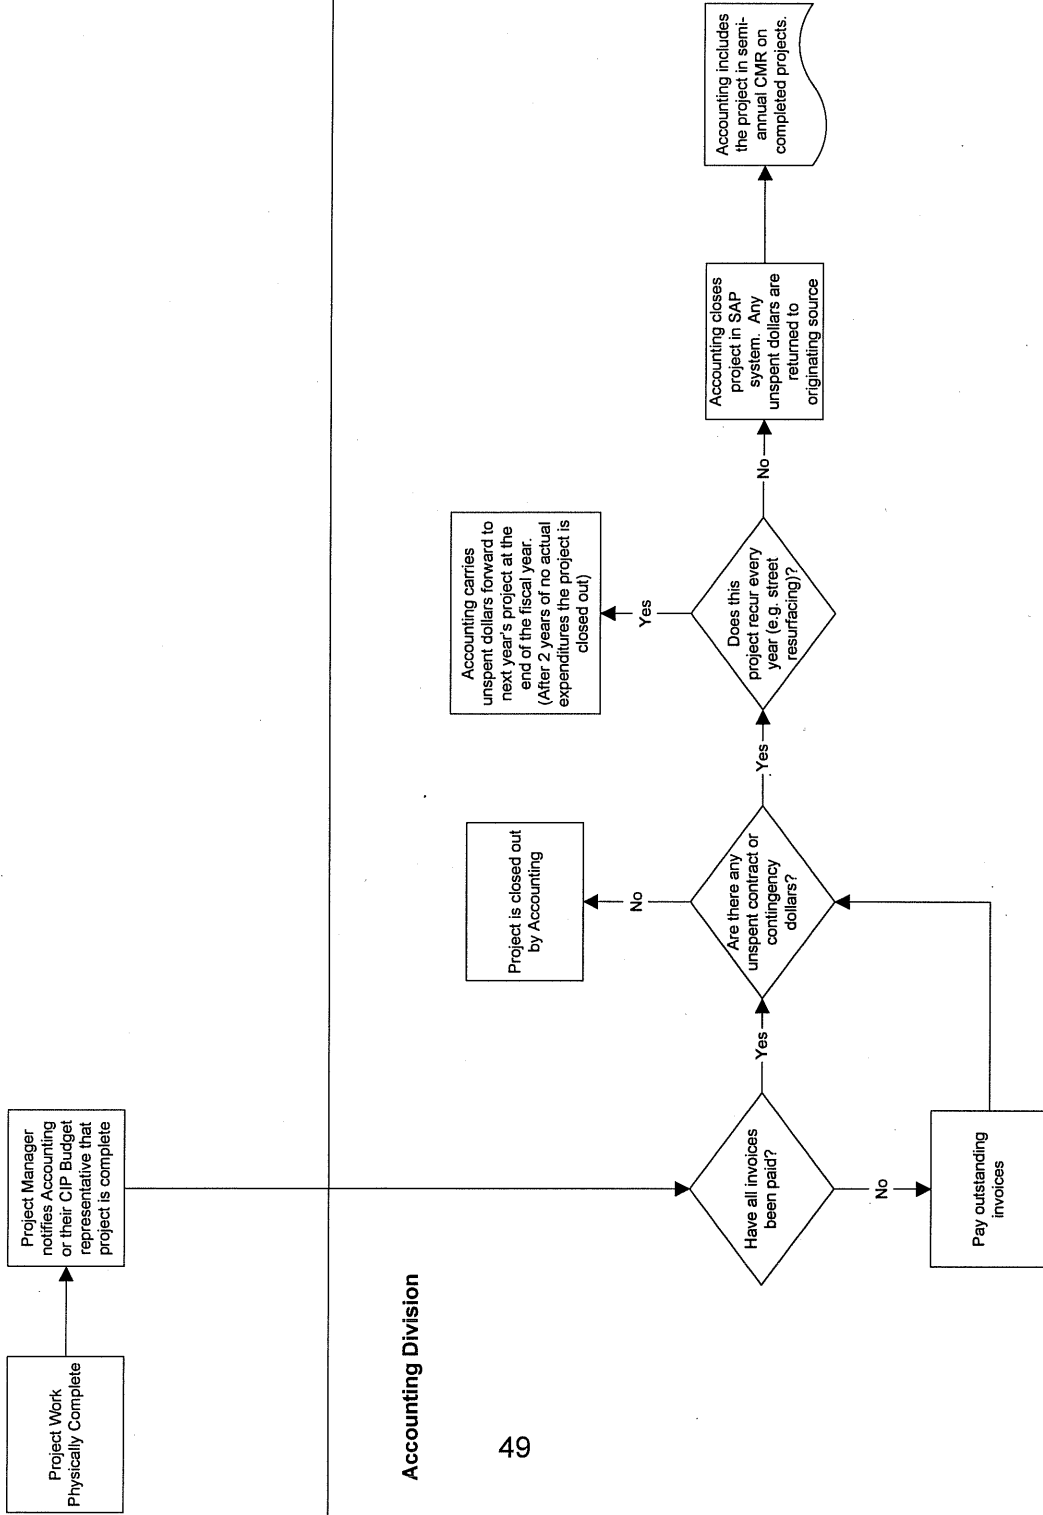 Project Work
Physically Complete
Project Manager
notifies Accounting
or their CIP Budget
representative that
project is complete
Accounting Division
Have all invoices
been paid?
No
Pay outstanding
invoices
Yes
Are there any
unspent contract or
contingency
dollars?
No
Project is closed out
by Accounting
Yes
Does this
project recur every
year (e.g. street
resurfacing)?
Yes
Accounting carries
unspent dollars forward to
next year's project at the
end of the fiscal year.
(After 2 years of no actual
expenditures the project is
closed out)
No
Accounting closes
project in SAP
system. Any
unspent dollars are
returned to
originating source
Accounting includes
the project in semi-
annual CMR on
completed projects.
49